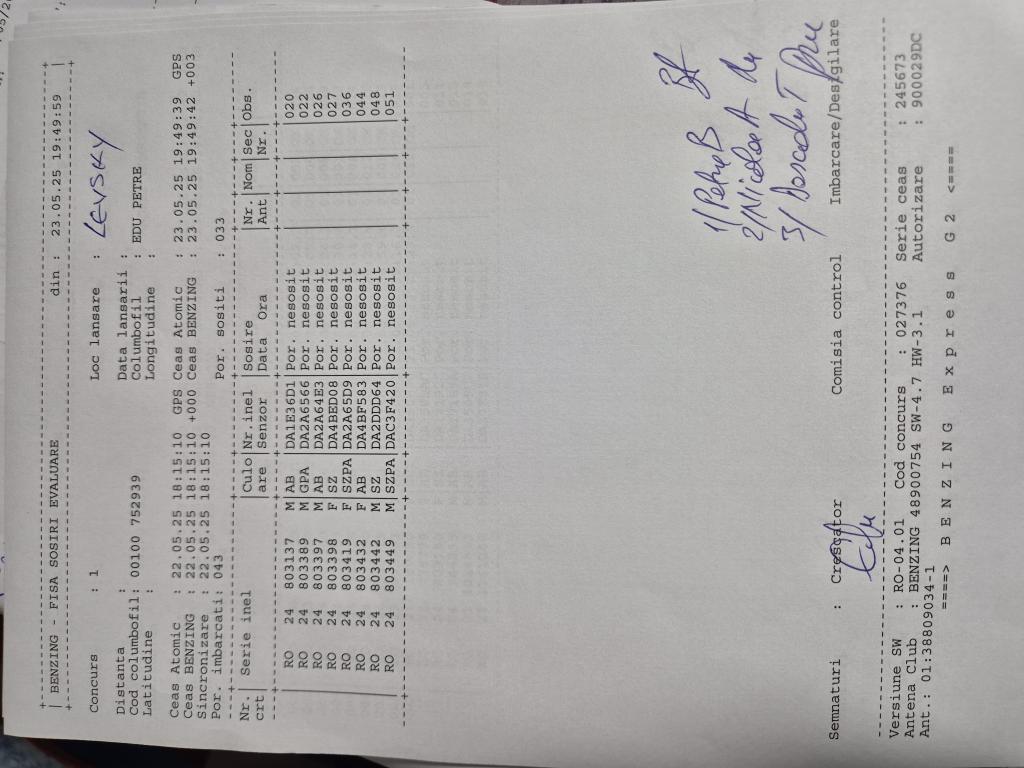 BENZING - FISA SOSIRI EVALUARE din : 23.05.25 19:49:59
Concurs : 1 Loc lansare : LEVSKY
Distanta : Data lansarii :
Cod columbofil: 00100 752939 Columbofil : EDU PETRE
Latitudine : Longitudine :
Ceas Atomic : 22.05.25 18:15:10 GPS Ceas Atomic : 23.05.25 19:49:39 GPS
Ceas BENZING : 22.05.25 18:15:10 +000 Ceas BENZING : 23.05.25 19:49:42 +003
Sincronizare : 22.05.25 18:15:10
Por. imbarcati: 043 Por. sositi : 033
Nr.| Serie inel |Culo|Nr.inel |Sosire |Nr.|Nom|Sec|Obs.
crt |are |Senzor |Data Ora |Ant| |Nr.|
RO 24 803137 M|AB |DA1E36D1|Por. nesosit 020
RO 24 803389 M|GPA |DA2A6566|Por. nesosit 022
RO 24 803397 M|AB |DA2A64E3|Por. nesosit 026
RO 24 803398 F|SZ |DA4BED08|Por. nesosit 027
RO 24 803419 F|SZPA|DA2A65D9|Por. nesosit 036
RO 24 803432 F|AB |DA4BF583|Por. nesosit 044
RO 24 803442 M|SZ |DA2DDD64|Por. nesosit 048
RO 24 803449 M|SZPA|DAC3F420|Por. nesosit 051
1/ Petre B
2/ Nicolae A
3/
Semnaturi : Crescator Comisia control Imbarcare/Desigilare
Versiune SW : RO-04.01 Cod concurs : 027376 Serie ceas : 245673
Antena Club : BENZING 48900754 SW-4.7 HW-3.1 Autorizare : 900029DC
Ant.: 01:38809034-1
====> B E N Z I N G E x p r e s s G 2 <====